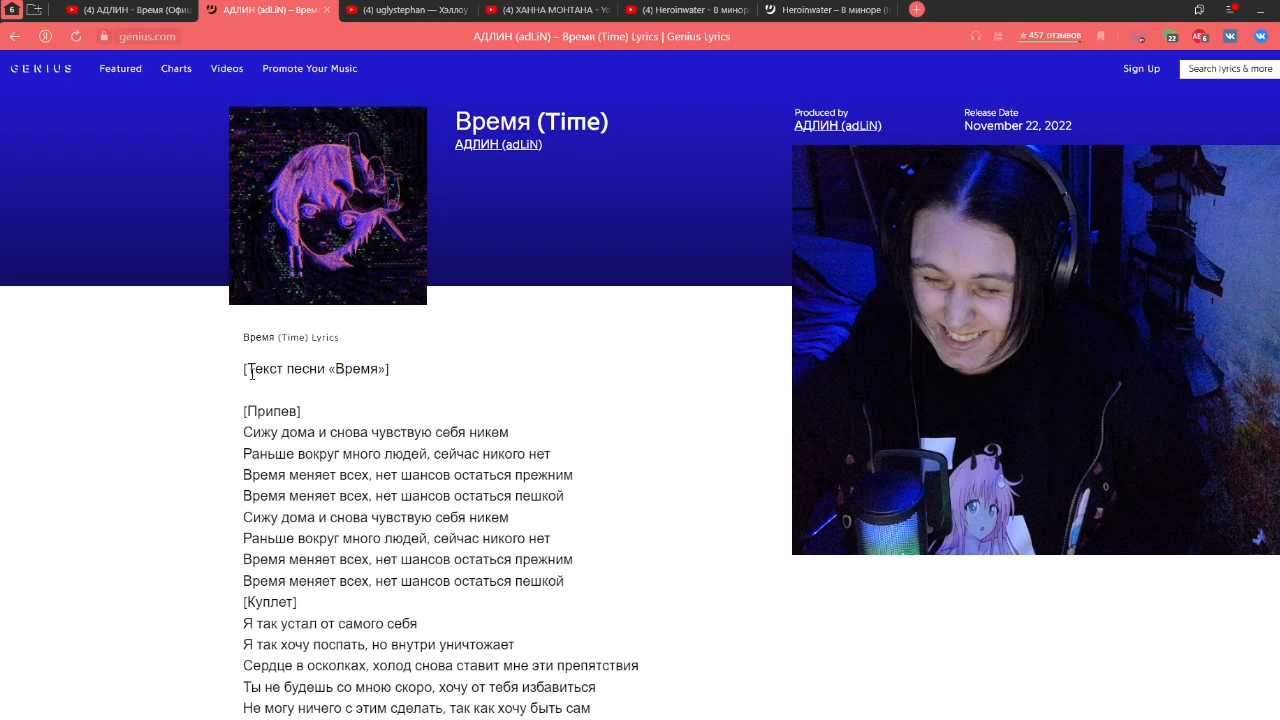 6
(4) АДЛИН - Время (Офиц
АДЛИН (adLiN) – Врем
(4) uglystephan — Хэллоу
(4) ХАННА МОНТАНА - Yo
(4) Heroinwater - В минор
Heroinwater – В миноре (
genius.com
АДЛИН (adLiN) – Время (Time) Lyrics | Genius Lyrics
★ 457 отзывов
22
6
GENIUS
Featured
Charts
Videos
Promote Your Music
Sign Up
Search lyrics & more
Время (Time)
АДЛИН (adLiN)
Produced by
АДЛИН (adLiN)
Release Date
November 22, 2022
Время (Time) Lyrics
[Текст песни «Время»]
[Припев]
Сижу дома и снова чувствую себя никем
Раньше вокруг много людей, сейчас никого нет
Время меняет всех, нет шансов остаться прежним
Время меняет всех, нет шансов остаться пешкой
Сижу дома и снова чувствую себя никем
Раньше вокруг много людей, сейчас никого нет
Время меняет всех, нет шансов остаться прежним
Время меняет всех, нет шансов остаться пешкой
[Куплет]
Я так устал от самого себя
Я так хочу поспать, но внутри уничтожает
Сердце в осколках, холод снова ставит мне эти препятствия
Ты не будешь со мною скоро, хочу от тебя избавиться
Не могу ничего с этим сделать, так как хочу быть сам